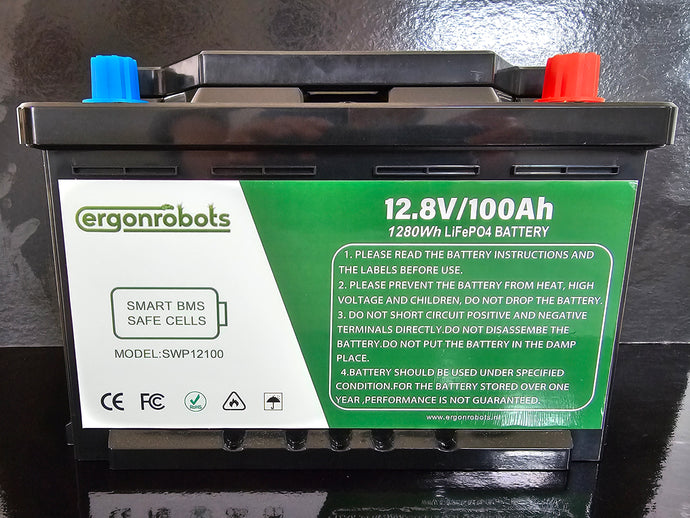 ergonrobots
SMART BMS
SAFE CELLS
MODEL:SWP12100
CE FC RoHS
12.8V/100Ah
1280Wh LiFePO4 BATTERY
1. PLEASE READ THE BATTERY INSTRUCTIONS AND
THE LABELS BEFORE USE.
2. PLEASE PREVENT THE BATTERY FROM HEAT, HIGH
VOLTAGE AND CHILDREN, DO NOT DROP THE BATTERY.
3. DO NOT SHORT CIRCUIT POSITIVE AND NEGATIVE
TERMINALS DIRECTLY.DO NOT DISASSEMBE THE
BATTERY.DO NOT PUT THE BATTERY IN THE DAMP
PLACE.
4.BATTERY SHOULD BE USED UNDER SPECIFIED
CONDITION.FOR THE BATTERY STORED OVER ONE
YEAR ,PERFORMANCE IS NOT GUARANTEED.
www.ergonrobots.net